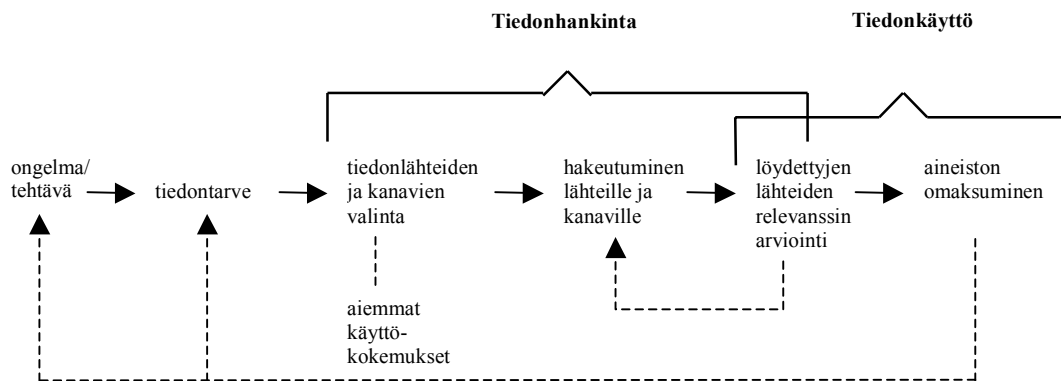 Tiedonhankinta
Tiedonkäyttö
ongelma/
tehtävä
tiedontarve
tiedonlähteiden
ja kanavien
valinta
hakeutuminen
lähteille ja
kanaville
löydettyjen
lähteiden
relevanssin
arviointi
aineiston
omaksuminen
aiemmat
käyttö-
kokemukset